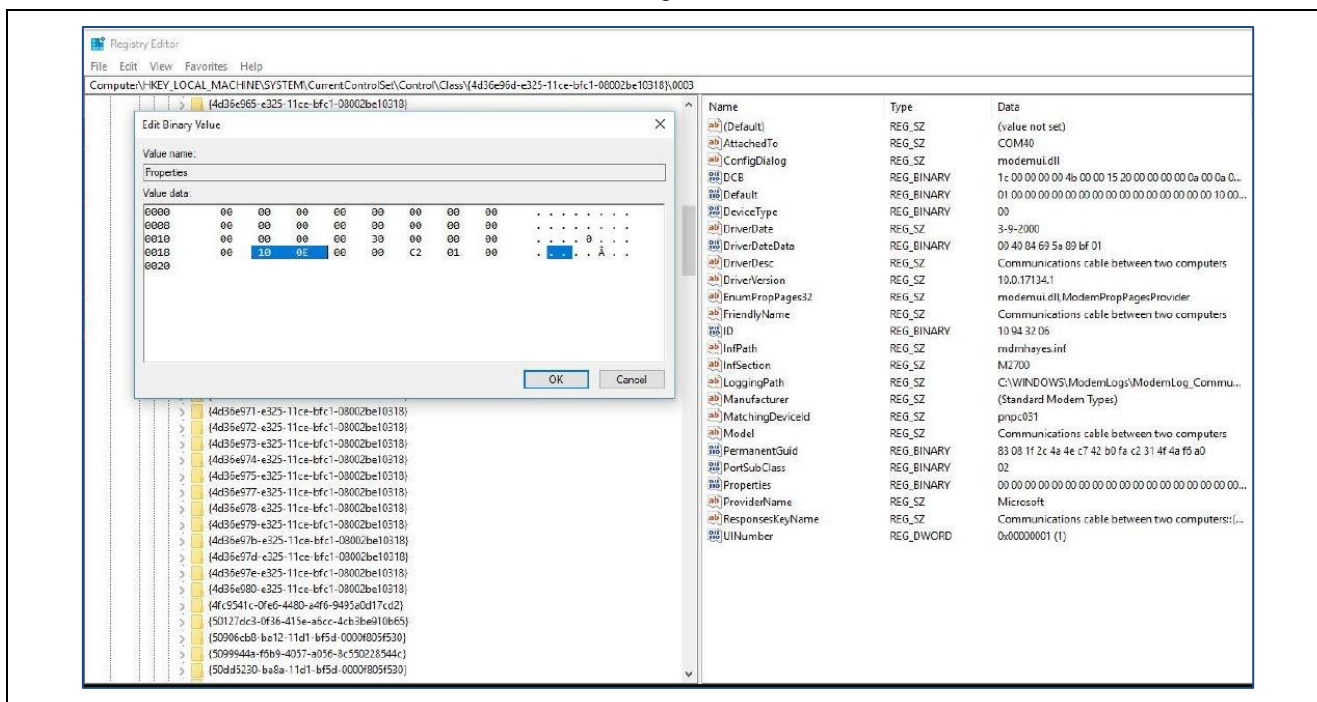 Registry Editor
File Edit View Favorites Help
Computer\HKEY_LOCAL_MACHINE\SYSTEM\CurrentControlSet\Control\Class\{4d36e96d-e325-11ce-bfc1-08002be10318}\0003
{4d36e965-e325-11ce-bfc1-08002be10318}
Edit Binary Value
Value name:
Properties
Value data:
0000 00 00 00 00 00 00 00 00 . . . . . . . .
0008 00 00 00 00 00 00 00 00 . . . . . . . .
0010 00 00 00 00 30 00 00 00 . . . . 0 . . .
0018 00 10 0E 00 00 C2 01 00 . . . . . Â . .
0020
OK Cancel
{4d36e971-e325-11ce-bfc1-08002be10318}
{4d36e972-e325-11ce-bfc1-08002be10318}
{4d36e973-e325-11ce-bfc1-08002be10318}
{4d36e974-e325-11ce-bfc1-08002be10318}
{4d36e975-e325-11ce-bfc1-08002be10318}
{4d36e977-e325-11ce-bfc1-08002be10318}
{4d36e978-e325-11ce-bfc1-08002be10318}
{4d36e979-e325-11ce-bfc1-08002be10318}
{4d36e97b-e325-11ce-bfc1-08002be10318}
{4d36e97d-e325-11ce-bfc1-08002be10318}
{4d36e97e-e325-11ce-bfc1-08002be10318}
{4d36e980-e325-11ce-bfc1-08002be10318}
{4fc9541c-0fe6-4480-a4f6-9495a0d17cd2}
{50127dc3-0f36-415e-a6cc-4cb3be910b65}
{50906cb8-ba12-11d1-bf5d-0000f805f530}
{5099944a-f6b9-4057-a056-8c550228544c}
{50dd5230-ba8a-11d1-bf5d-0000f805f530}
Name Type Data
(Default) REG_SZ (value not set)
AttachedTo REG_SZ COM40
ConfigDialog REG_SZ modemui.dll
DCB REG_BINARY 1c 00 00 00 00 4b 00 00 15 20 00 00 00 00 0a 00 0a 0...
Default REG_BINARY 01 00 00 00 00 00 00 00 00 00 00 00 00 00 00 00 10 00...
DeviceType REG_BINARY 00
DriverDate REG_SZ 3-9-2000
DriverDateData REG_BINARY 00 40 84 69 5a 89 bf 01
DriverDesc REG_SZ Communications cable between two computers
DriverVersion REG_SZ 10.0.17134.1
EnumPropPages32 REG_SZ modemui.dll,ModemPropPagesProvider
FriendlyName REG_SZ Communications cable between two computers
ID REG_BINARY 10 94 32 06
InfPath REG_SZ mdmhayes.inf
InfSection REG_SZ M2700
LoggingPath REG_SZ C:\WINDOWS\ModemLogs\ModemLog_Commu...
Manufacturer REG_SZ (Standard Modem Types)
MatchingDeviceId REG_SZ pnpc031
Model REG_SZ Communications cable between two computers
PermanentGuid REG_BINARY 83 08 1f 2c 4a 4e c7 42 b0 fa c2 31 4f 4a f6 a0
PortSubClass REG_BINARY 02
Properties REG_BINARY 00 00 00 00 00 00 00 00 00 00 00 00 00 00 00 00 00 00...
ProviderName REG_SZ Microsoft
ResponsesKeyName REG_SZ Communications cable between two computers::(...
UINumber REG_DWORD 0x00000001 (1)